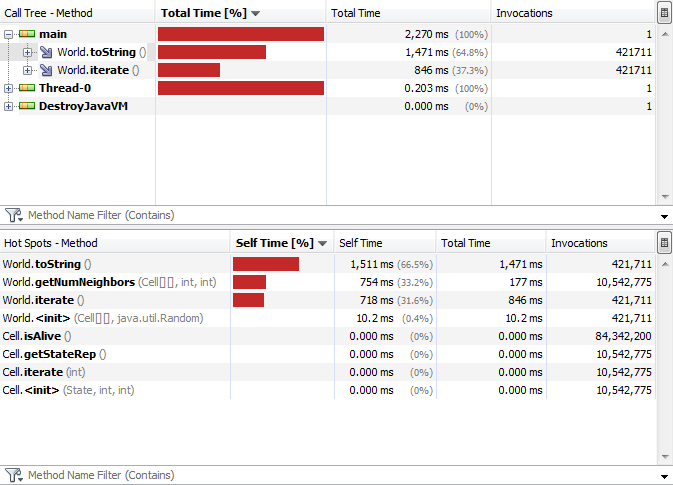 Call Tree - Method Total Time [%] Total Time Invocations
main 2,270 ms (100%) 1
World.toString () 1,471 ms (64.8%) 421711
World.iterate () 846 ms (37.3%) 421711
Thread-0 0.203 ms (100%) 1
DestroyJavaVM 0.000 ms (0%) 1
Method Name Filter (Contains)
Hot Spots - Method Self Time [%] Self Time Total Time Invocations
World.toString () 1,511 ms (66.5%) 1,471 ms 421,711
World.getNumNeighbors (Cell[][], int, int) 754 ms (33.2%) 177 ms 10,542,775
World.iterate () 718 ms (31.6%) 846 ms 421,711
World.<init> (Cell[][], java.util.Random) 10.2 ms (0.4%) 10.2 ms 421,711
Cell.isAlive () 0.000 ms (0%) 0.000 ms 84,342,200
Cell.getStateRep () 0.000 ms (0%) 0.000 ms 10,542,775
Cell.iterate (int) 0.000 ms (0%) 0.000 ms 10,542,775
Cell.<init> (State, int, int) 0.000 ms (0%) 0.000 ms 10,542,775
Method Name Filter (Contains)